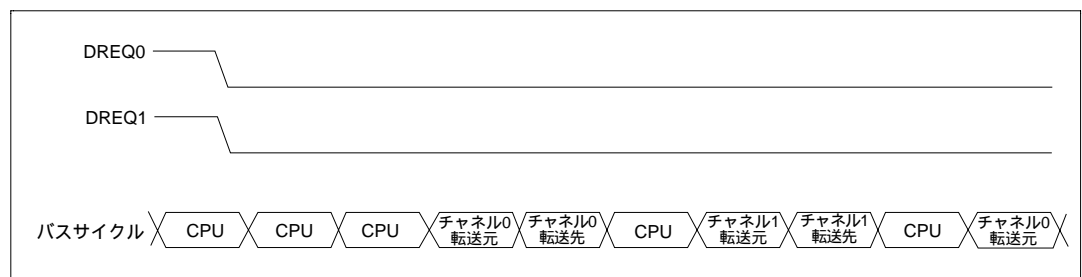 DREQ0
DREQ1
バスサイクル CPU CPU CPU チャネル0 チャネル0 CPU チャネル1 チャネル1 CPU チャネル0
転送元 転送先 転送元 転送先 転送元